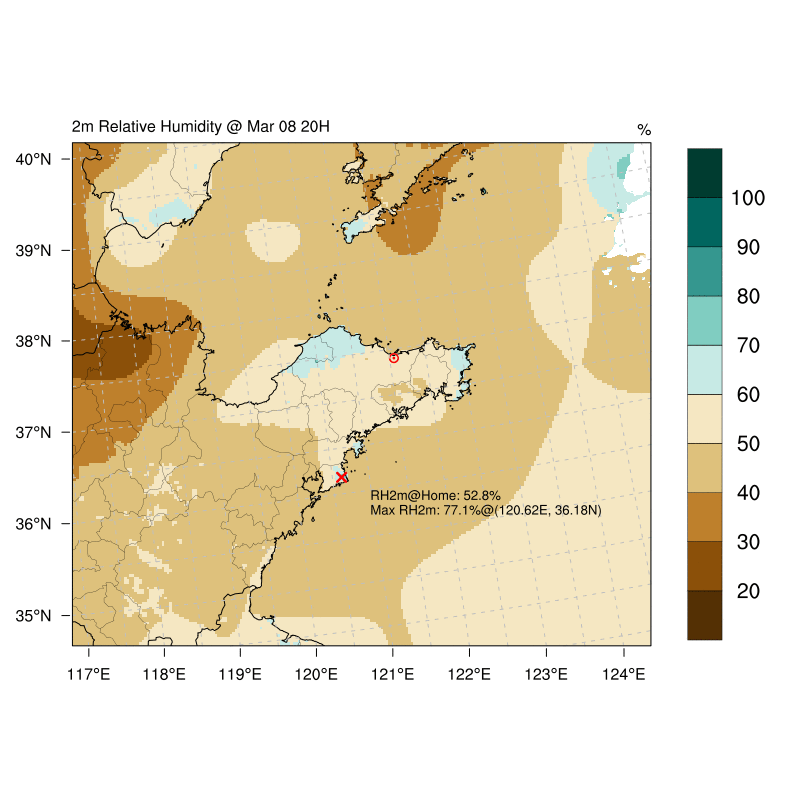 2m Relative Humidity @ Mar 08 20H
%
40°N
39°N
38°N
37°N
36°N
35°N
117°E
118°E
119°E
120°E
121°E
122°E
123°E
124°E
RH2m@Home: 52.8%
Max RH2m: 77.1%@(120.62E, 36.18N)
100
90
80
70
60
50
40
30
20